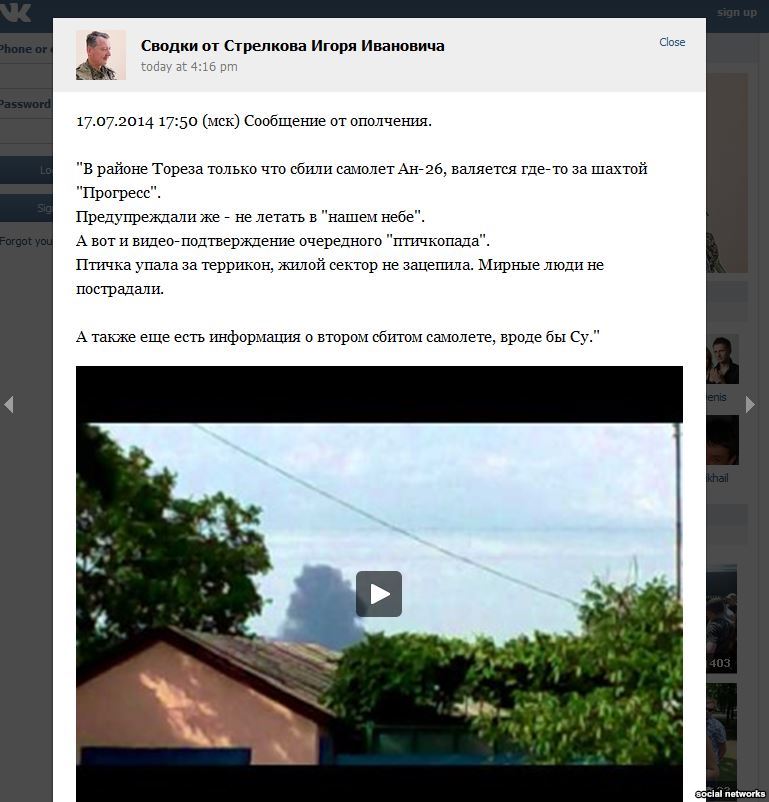 sign up
Phone or
Password
Forgot you
Сводки от Стрелкова Игоря Ивановича
Close
today at 4:16 pm
17.07.2014 17:50 (мск) Сообщение от ополчения.
"В районе Тореза только что сбили самолет Ан-26, валяется где-то за шахтой
"Прогресс".
Предупреждали же - не летать в "нашем небе".
А вот и видео-подтверждение очередного "птичкопада".
Птичка упала за террикон, жилой сектор не зацепила. Мирные люди не
пострадали.
А также еще есть информация о втором сбитом самолете, вроде бы Су."
enis
khail
403
social networks